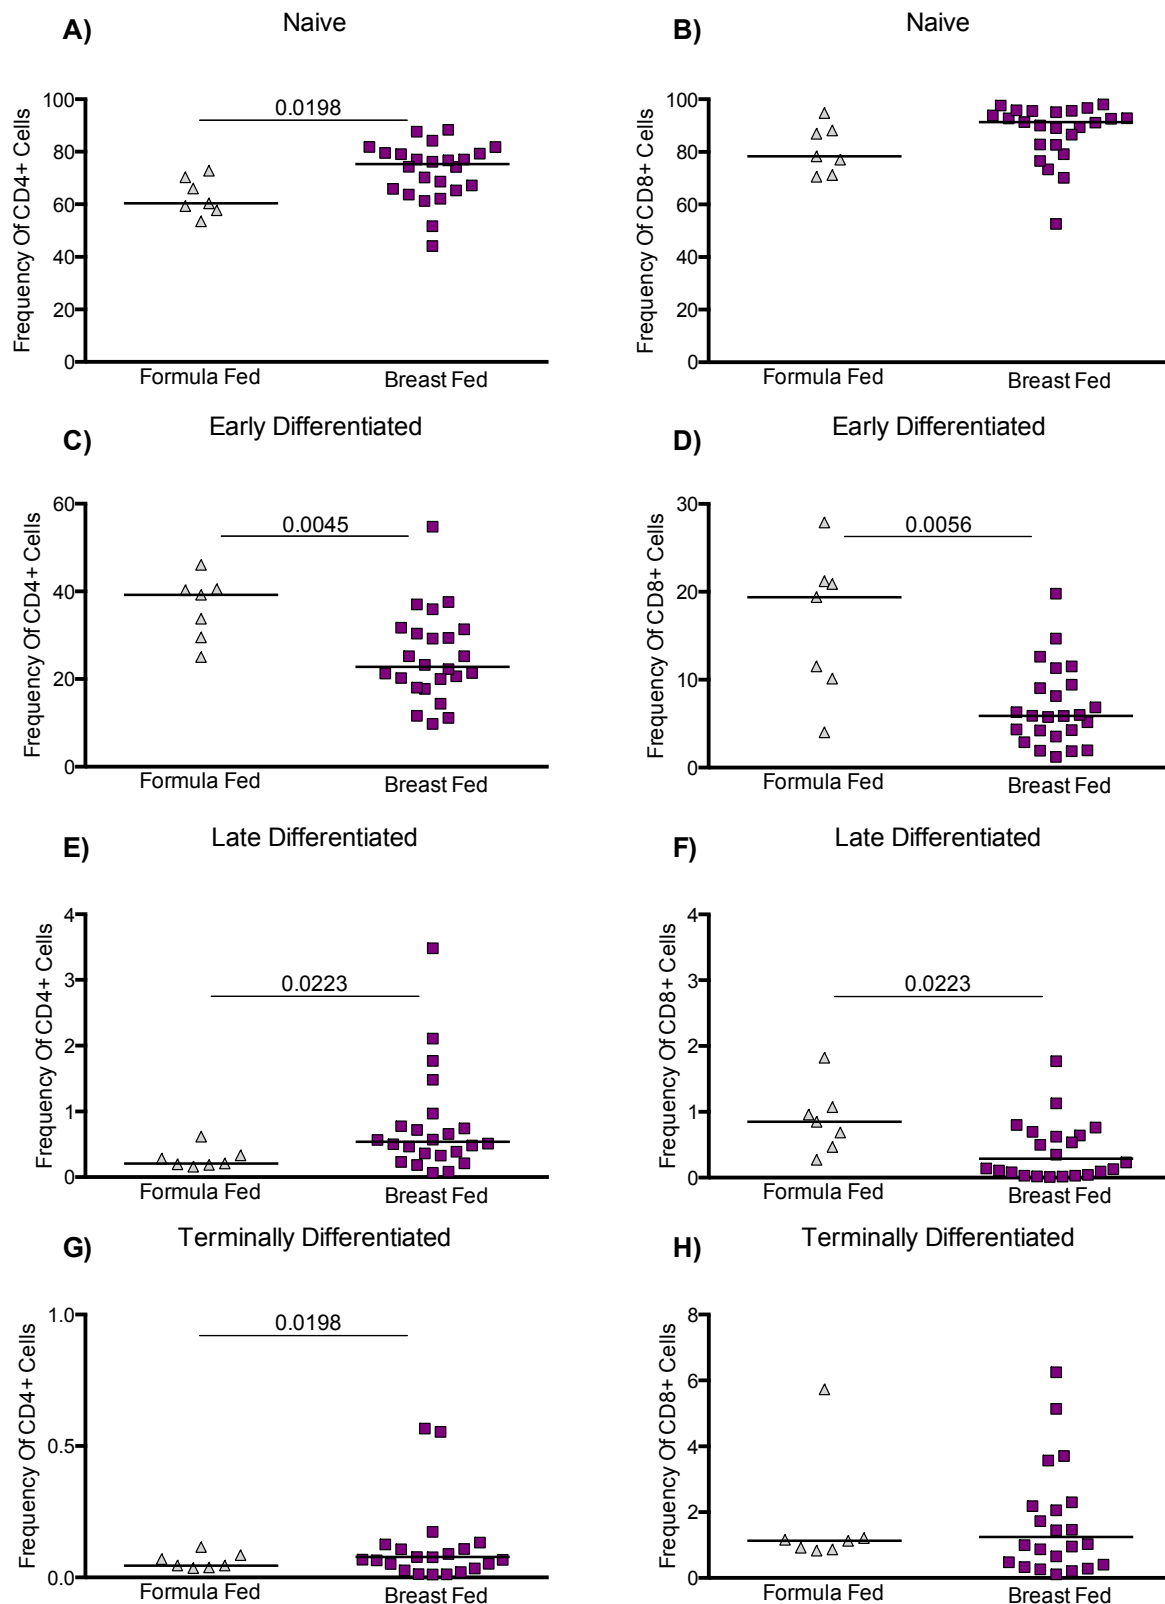 A)
Naive
Frequency Of CD4+ Cells
100
80
60
40
20
0
0.0198
Formula Fed
Breast Fed
B)
Naive
Frequency Of CD8+ Cells
100
80
60
40
20
0
Formula Fed
Breast Fed
C)
Early Differentiated
Frequency Of CD4+ Cells
60
40
20
0
0.0045
Formula Fed
Breast Fed
D)
Early Differentiated
Frequency Of CD8+ Cells
30
20
10
0
0.0056
Formula Fed
Breast Fed
E)
Late Differentiated
Frequency Of CD4+ Cells
4
3
2
1
0
0.0223
Formula Fed
Breast Fed
F)
Late Differentiated
Frequency Of CD8+ Cells
4
3
2
1
0
0.0223
Formula Fed
Breast Fed
G)
Terminally Differentiated
Frequency Of CD4+ Cells
1.0
0.5
0.0
0.0198
Formula Fed
Breast Fed
H)
Terminally Differentiated
Frequency Of CD8+ Cells
8
6
4
2
0
Formula Fed
Breast Fed